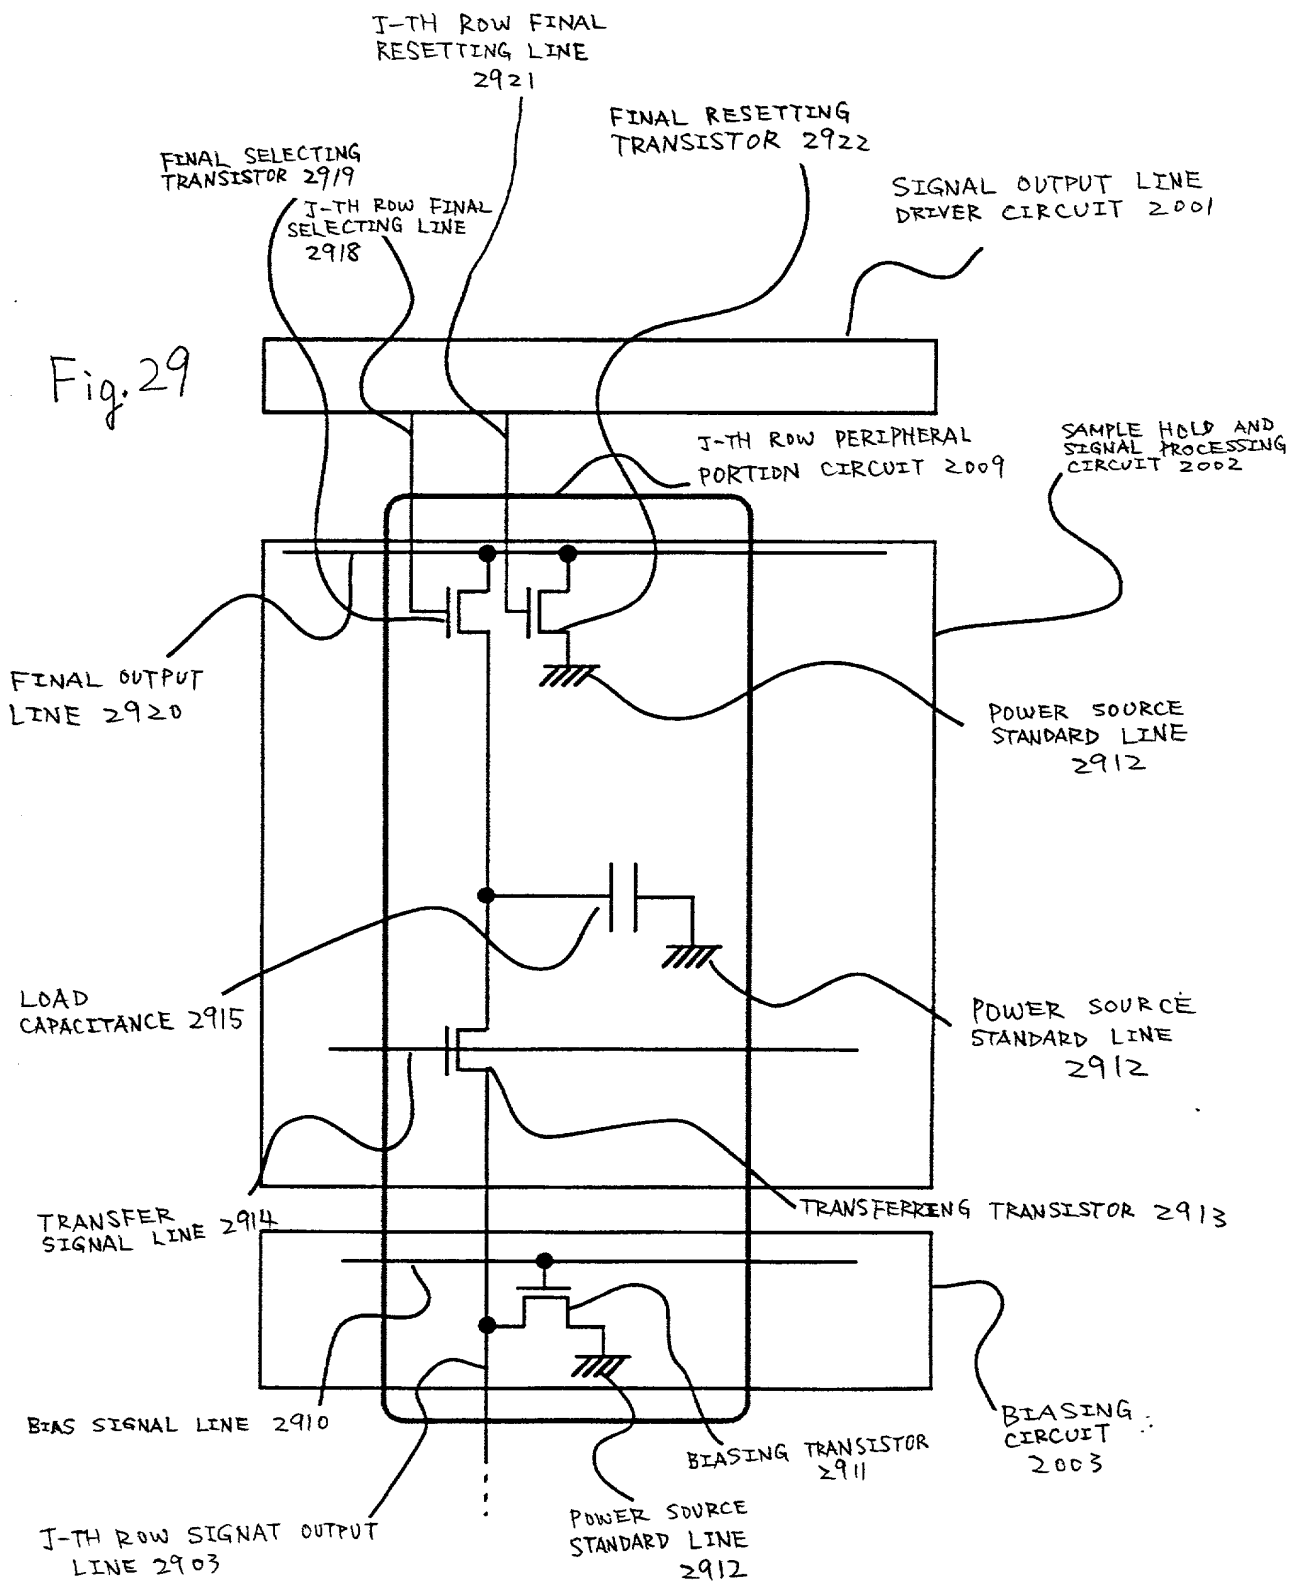 J-TH ROW FINAL
RESETTING LINE
2921
FINAL RESETTING
TRANSISTOR 2922
FINAL SELECTING
TRANSISTOR 2919
J-TH ROW FINAL
SELECTING LINE
2918
SIGNAL OUTPUT LINE
DRIVER CIRCUIT 2001
Fig. 29
J-TH ROW PERIPHERAL
PORTION CIRCUIT 2009
SAMPLE HOLD AND
SIGNAL PROCESSING
CIRCUIT 2002
FINAL OUTPUT
LINE 2920
POWER SOURCE
STANDARD LINE
2912
LOAD
CAPACITANCE 2915
POWER SOURCE
STANDARD LINE
2912
TRANSFER
SIGNAL LINE 2914
TRANSFERRING TRANSISTOR 2913
BIAS SIGNAL LINE 2910
BIASING TRANSISTOR
2911
BIASING
CIRCUIT
2003
J-TH ROW SIGNAT OUTPUT
LINE 2903
POWER SOURCE
STANDARD LINE
2912